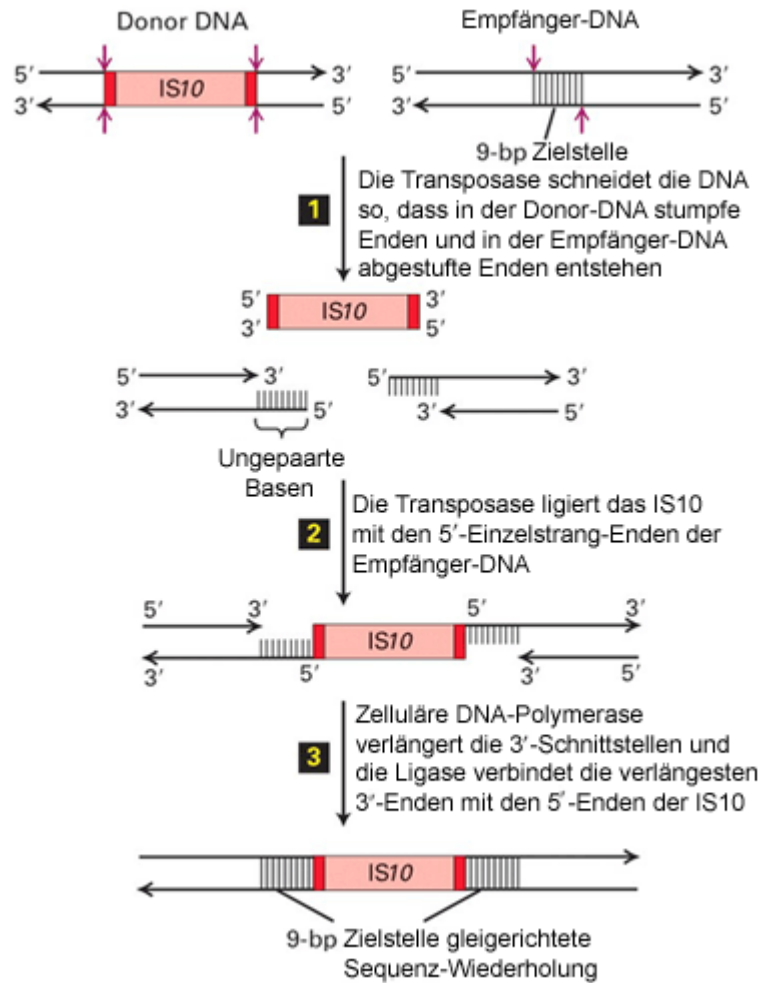 Donor DNA
Empfänger-DNA
5′ 3′ 5′ 3′
IS10
3′ 5′ 3′ 5′
9-bp Zielstelle
1
Die Transposase schneidet die DNA
so, dass in der Donor-DNA stumpfe
Enden und in der Empfänger-DNA
abgestufte Enden entstehen
5′ 3′
IS10
3′ 5′
5′ 3′ 5′ 3′
3′ 5′ 3′ 5′
Ungepaarte
Basen
2
Die Transposase ligiert das IS10
mit den 5′-Einzelstrang-Enden der
Empfänger-DNA
5′ 3′ 5′ 3′
IS10
3′ 5′ 3′ 5′
3
Zelluläre DNA-Polymerase
verlängert die 3′-Schnittstellen und
die Ligase verbindet die verlängesten
3′-Enden mit den 5′-Enden der IS10
IS10
9-bp Zielstelle gleigerichtete
Sequenz-Wiederholung